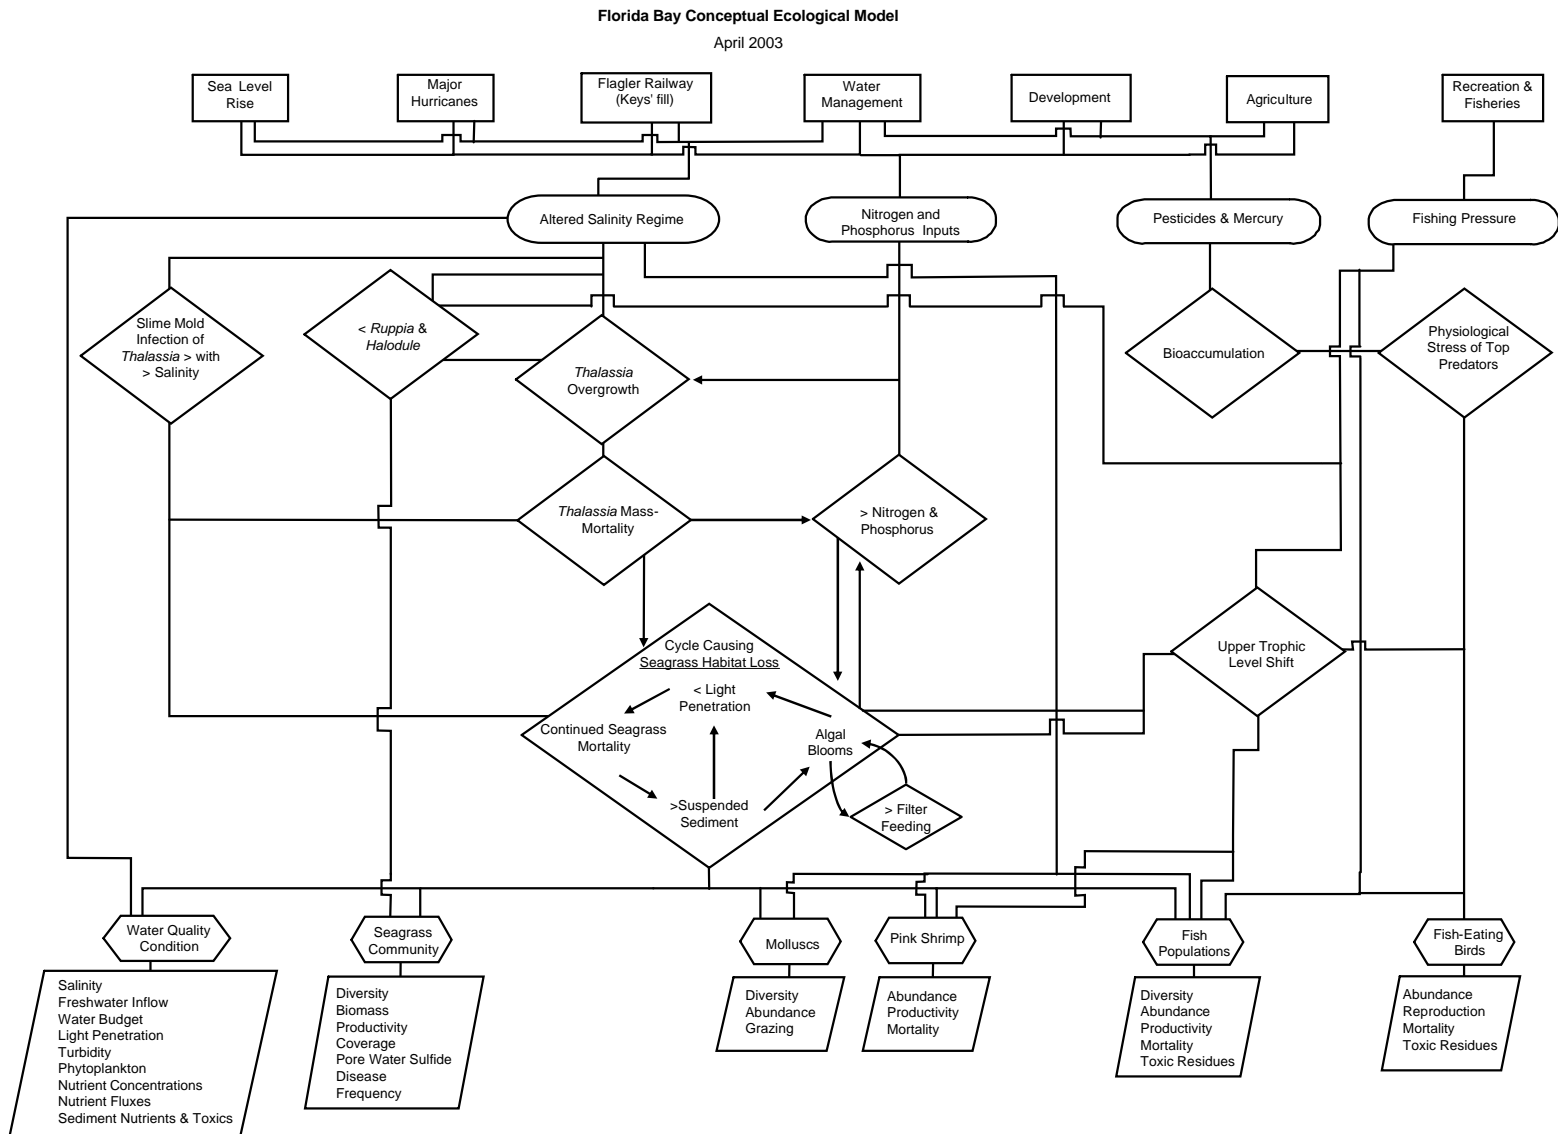 Florida Bay Conceptual Ecological Model
April 2003
Sea Level
Rise
Major
Hurricanes
Flagler Railway
(Keys' fill)
Water
Management
Development
Agriculture
Recreation &
Fisheries
Altered Salinity Regime
Nitrogen and
Phosphorus Inputs
Pesticides & Mercury
Fishing Pressure
Slime Mold
Infection of
Thalassia > with
> Salinity
< Ruppia &
Halodule
Thalassia
Overgrowth
Bioaccumulation
Physiological
Stress of Top
Predators
Thalassia Mass-
Mortality
> Nitrogen &
Phosphorus
Cycle Causing
Seagrass Habitat Loss
< Light
Penetration
Continued Seagrass
Mortality
Algal
Blooms
>Suspended
Sediment
> Filter
Feeding
Upper Trophic
Level Shift
Water Quality
Condition
Seagrass
Community
Molluscs
Pink Shrimp
Fish
Populations
Fish-Eating
Birds
Salinity
Freshwater Inflow
Water Budget
Light Penetration
Turbidity
Phytoplankton
Nutrient Concentrations
Nutrient Fluxes
Sediment Nutrients & Toxics
Diversity
Biomass
Productivity
Coverage
Pore Water Sulfide
Disease
Frequency
Diversity
Abundance
Grazing
Abundance
Productivity
Mortality
Diversity
Abundance
Productivity
Mortality
Toxic Residues
Abundance
Reproduction
Mortality
Toxic Residues